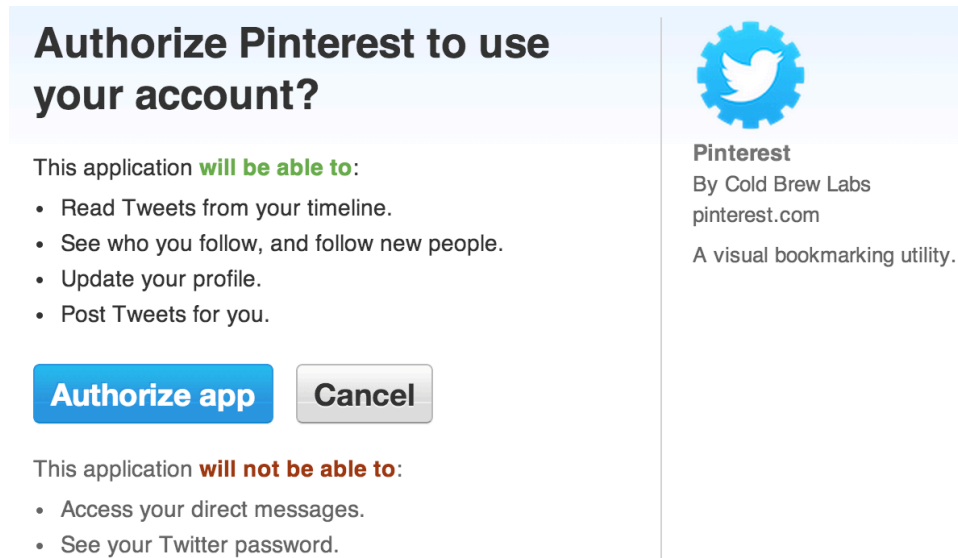 Authorize Pinterest to use
your account?
This application will be able to:
• Read Tweets from your timeline.
• See who you follow, and follow new people.
• Update your profile.
• Post Tweets for you.
Authorize app
Cancel
This application will not be able to:
• Access your direct messages.
• See your Twitter password.
Pinterest
By Cold Brew Labs
pinterest.com
A visual bookmarking utility.